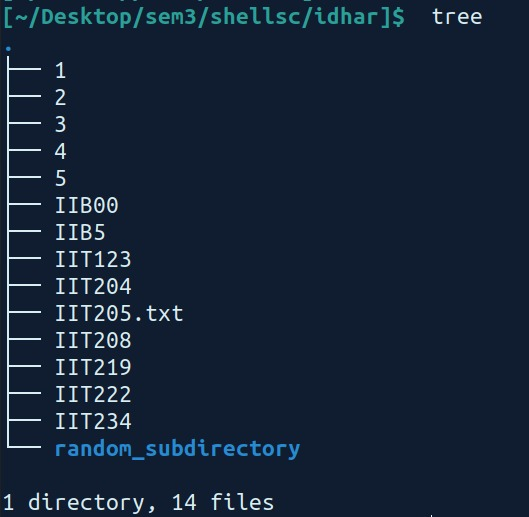 [~/Desktop/sem3/shellsc/idhar]$ tree
.
├── 1
├── 2
├── 3
├── 4
├── 5
├── IIB00
├── IIB5
├── IIT123
├── IIT204
├── IIT205.txt
├── IIT208
├── IIT219
├── IIT222
├── IIT234
└── random_subdirectory
1 directory, 14 files